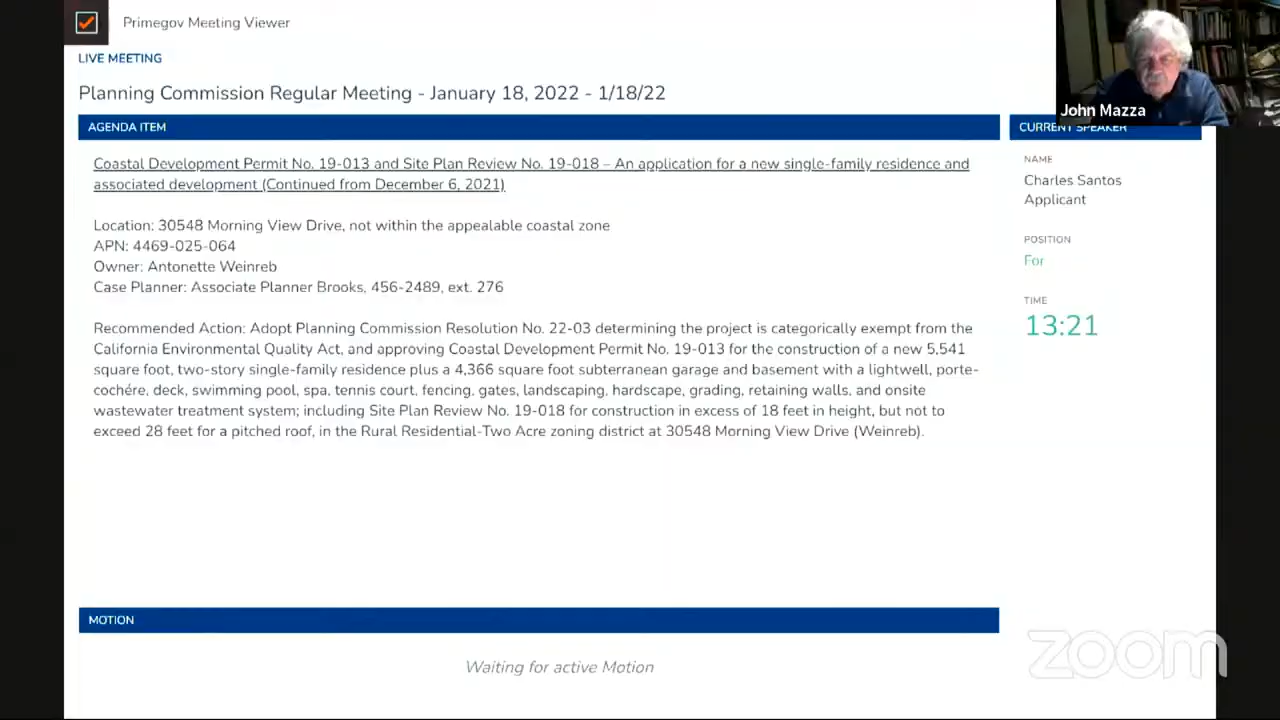 Primegov Meeting Viewer
LIVE MEETING
Planning Commission Regular Meeting - January 18, 2022 - 1/18/22
John Mazza
AGENDA ITEM
CURRENT SPEAKER
Coastal Development Permit No. 19-013 and Site Plan Review No. 19-018 – An application for a new single-family residence and
associated development (Continued from December 6, 2021)
Location: 30548 Morning View Drive, not within the appealable coastal zone
APN: 4469-025-064
Owner: Antonette Weinreb
Case Planner: Associate Planner Brooks, 456-2489, ext. 276
Recommended Action: Adopt Planning Commission Resolution No. 22-03 determining the project is categorically exempt from the
California Environmental Quality Act, and approving Coastal Development Permit No. 19-013 for the construction of a new 5,541
square foot, two-story single-family residence plus a 4,366 square foot subterranean garage and basement with a lightwell, porte-
cochére, deck, swimming pool, spa, tennis court, fencing, gates, landscaping, hardscape, grading, retaining walls, and onsite
wastewater treatment system; including Site Plan Review No. 19-018 for construction in excess of 18 feet in height, but not to
exceed 28 feet for a pitched roof, in the Rural Residential-Two Acre zoning district at 30548 Morning View Drive (Weinreb).
NAME
Charles Santos
Applicant
POSITION
For
TIME
13:21
MOTION
Waiting for active Motion
zoom